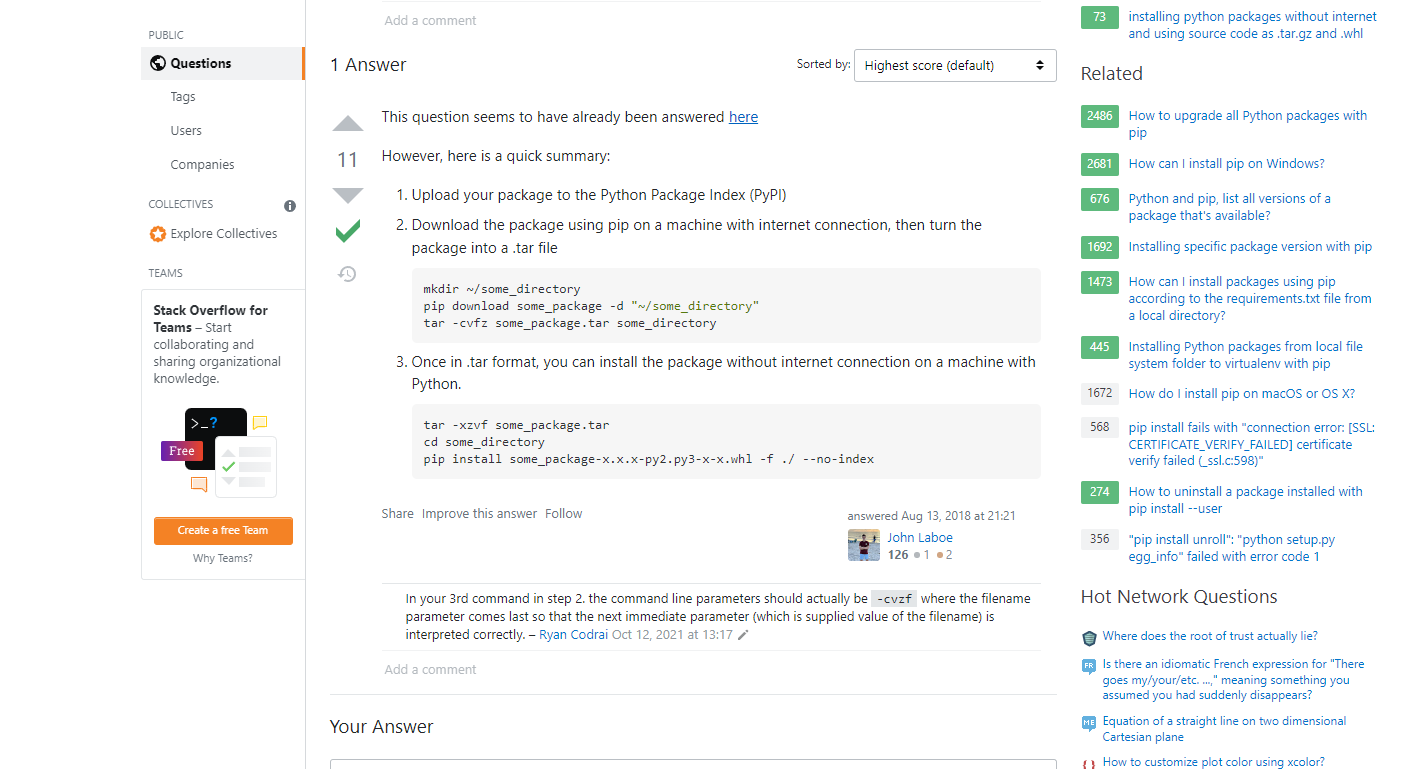 Add a comment
PUBLIC
Questions
Tags
Users
Companies
COLLECTIVES
Explore Collectives
TEAMS
Stack Overflow for
Teams – Start
collaborating and
sharing organizational
knowledge.
>_?
Free
Create a free Team
Why Teams?
1 Answer
Sorted by:
Highest score (default)
This question seems to have already been answered here
11
However, here is a quick summary:
1. Upload your package to the Python Package Index (PyPI)
2. Download the package using pip on a machine with internet connection, then turn the
package into a .tar file
mkdir ~/some_directory
pip download some_package -d "~/some_directory"
tar -cvfz some_package.tar some_directory
3. Once in .tar format, you can install the package without internet connection on a machine with
Python.
tar -xzvf some_package.tar
cd some_directory
pip install some_package-x.x.x-py2.py3-x-x.whl -f ./ --no-index
Share Improve this answer Follow
answered Aug 13, 2018 at 21:21
John Laboe
126 1 2
In your 3rd command in step 2. the command line parameters should actually be -cvzf where the filename
parameter comes last so that the next immediate parameter (which is supplied value of the filename) is
interpreted correctly. – Ryan Codrai Oct 12, 2021 at 13:17
Add a comment
Your Answer
73 installing python packages without internet
and using source code as .tar.gz and .whl
Related
2486 How to upgrade all Python packages with
pip
2681 How can I install pip on Windows?
676 Python and pip, list all versions of a
package that's available?
1692 Installing specific package version with pip
1473 How can I install packages using pip
according to the requirements.txt file from
a local directory?
445 Installing Python packages from local file
system folder to virtualenv with pip
1672 How do I install pip on macOS or OS X?
568 pip install fails with "connection error: [SSL:
CERTIFICATE_VERIFY_FAILED] certificate
verify failed (_ssl.c:598)"
274 How to uninstall a package installed with
pip install --user
356 "pip install unroll": "python setup.py
egg_info" failed with error code 1
Hot Network Questions
Where does the root of trust actually lie?
FR Is there an idiomatic French expression for "There
goes my/your/etc. ...," meaning something you
assumed you had suddenly disappears?
ME Equation of a straight line on two dimensional
Cartesian plane
{} How to customize plot color using xcolor?